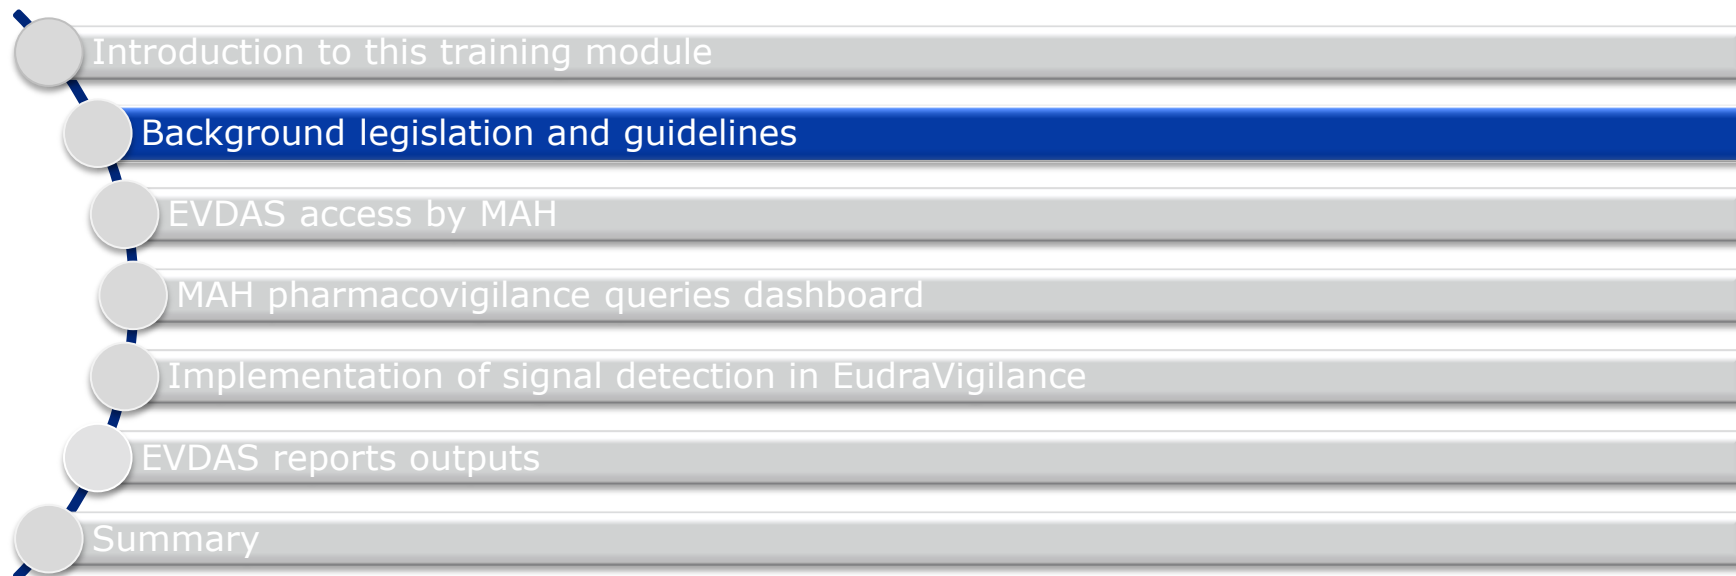 Introduction to this training module
Background legislation and guidelines
EVDAS access by MAH
MAH pharmacovigilance queries dashboard
Implementation of signal detection in EudraVigilance
EVDAS reports outputs
Summary